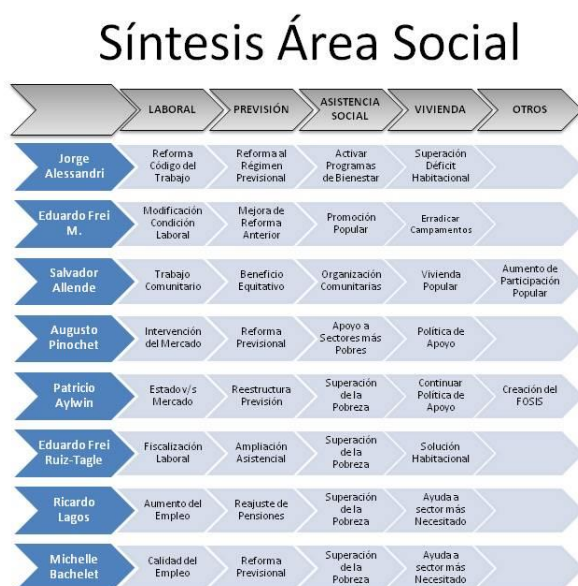 Síntesis Área Social
LABORAL
PREVISIÓN
ASISTENCIA
SOCIAL
VIVIENDA
OTROS
Jorge
Alessandri
Reforma
Código del
Trabajo
Reforma al
Régimen
Previsional
Activar
Programas
de Bienestar
Superación
Déficit
Habitacional
Eduardo Frei
M.
Modificación
Condición
Laboral
Mejora de
Reforma
Anterior
Promoción
Popular
Erradicar
Campamentos
Salvador
Allende
Trabajo
Comunitario
Beneficio
Equitativo
Organización
Comunitarias
Vivienda
Popular
Aumento de
Participación
Popular
Augusto
Pinochet
Intervención
del Mercado
Reforma
Previsional
Apoyo a
Sectores más
Pobres
Política de
Apoyo
Patricio
Aylwin
Estado v/s
Mercado
Reestructura
Previsión
Superación
de la
Pobreza
Continuar
Política de
Apoyo
Creación del
FOSIS
Eduardo Frei
Ruiz-Tagle
Fiscalización
Laboral
Ampliación
Asistencial
Superación
de la
Pobreza
Solución
Habitacional
Ricardo
Lagos
Aumento del
Empleo
Reajuste de
Pensiones
Superación
de la
Pobreza
Ayuda a
sector más
Necesitado
Michelle
Bachelet
Calidad del
Empleo
Reforma
Previsional
Superación
de la
Pobreza
Ayuda a
sector más
Necesitado